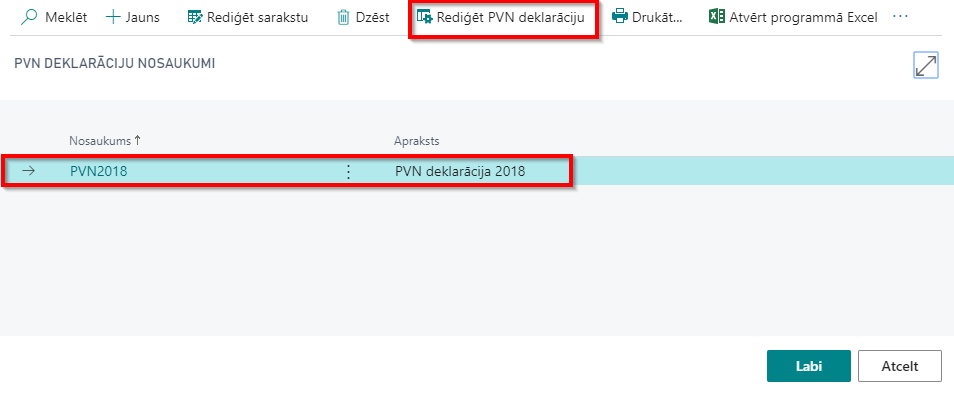 Meklēt Jauns Rediģēt sarakstu Dzēst Rediģēt PVN deklarāciju Drukāt... Atvērt programmā Excel ...
PVN DEKLARĀCIJU NOSAUKUMI
Nosaukums ↑ Apraksts
→ PVN2018 ⋮ PVN deklarācija 2018
Labi Atcelt